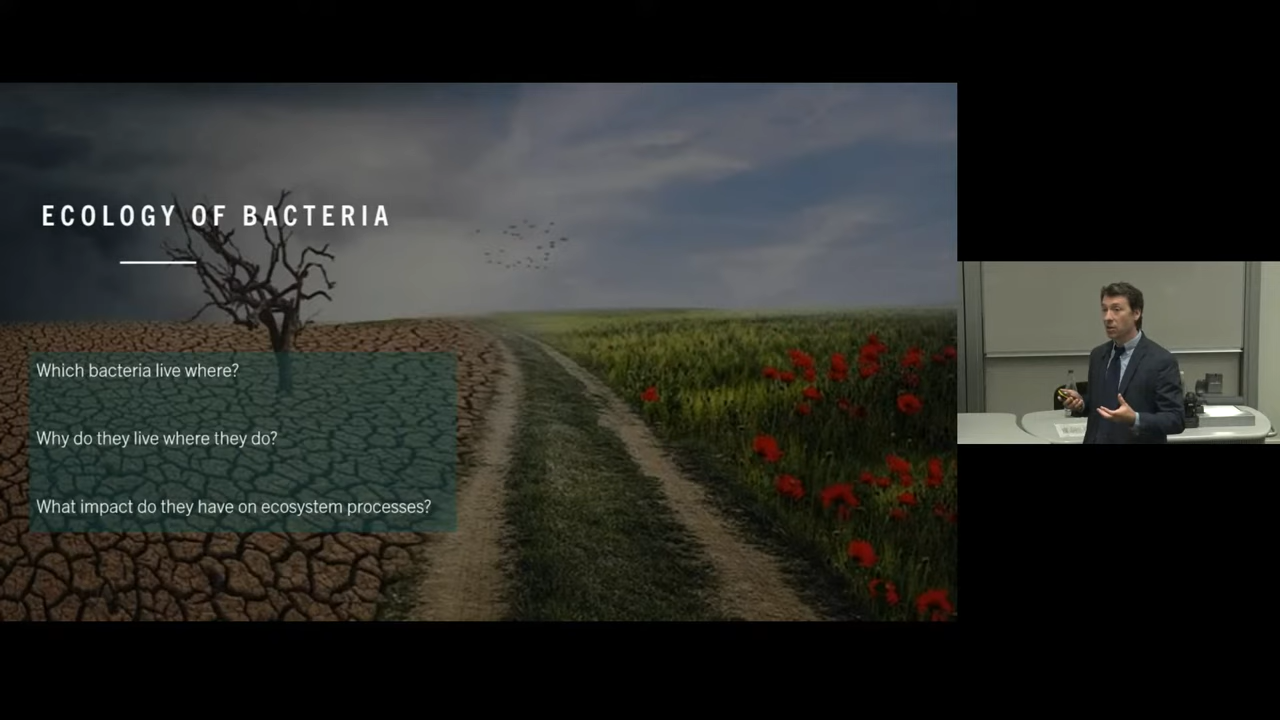 ECOLOGY OF BACTERIA
Which bacteria live where?
Why do they live where they do?
What impact do they have on ecosystem processes?